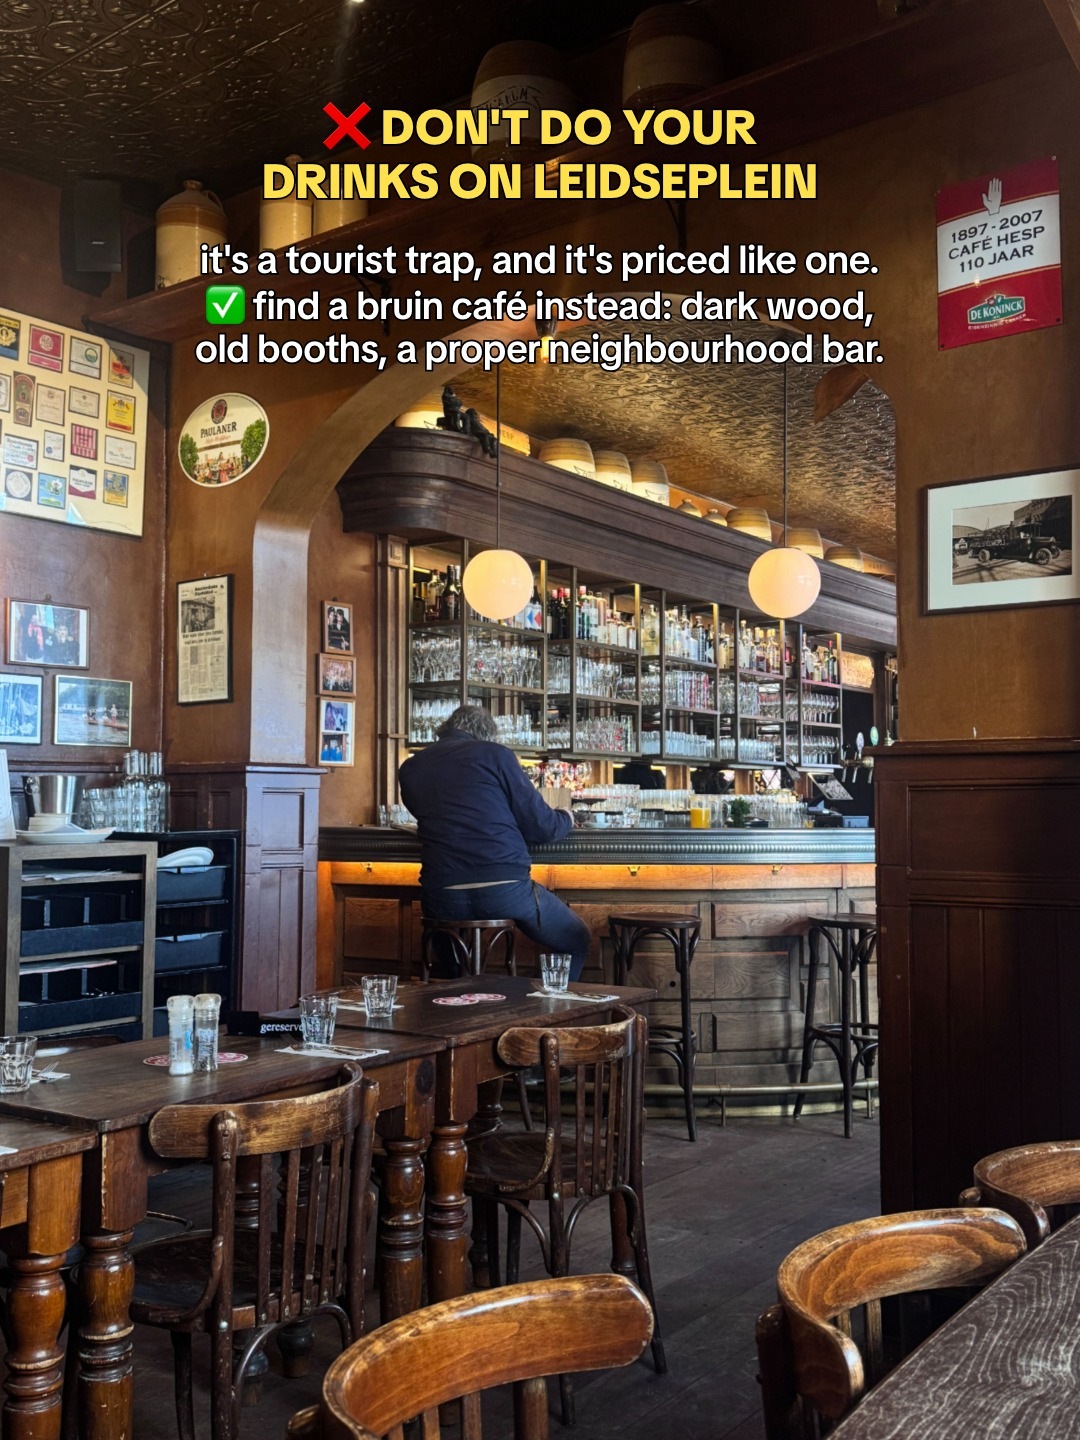 ❌ DON'T DO YOUR
DRINKS ON LEIDSEPLEIN
it's a tourist trap, and it's priced like one.
✅ find a bruin café instead: dark wood,
old booths, a proper neighbourhood bar.
1897 - 2007
CAFÉ HESP
110 JAAR
DE KONINCK
PAULANER
gereserve